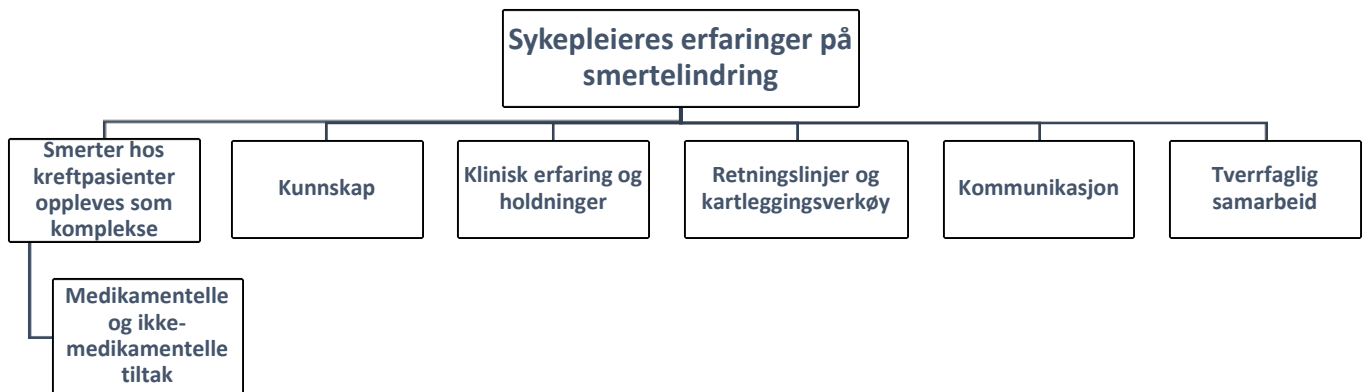 Sykepleieres erfaringer på
smertelindring
Smerter hos
kreftpasienter
oppleves som
komplekse
Kunnskap
Klinisk erfaring og
holdninger
Retningslinjer og
kartleggingsverkøy
Kommunikasjon
Tverrfaglig
samarbeid
Medikamentelle
og ikke-
medikamentelle
tiltak